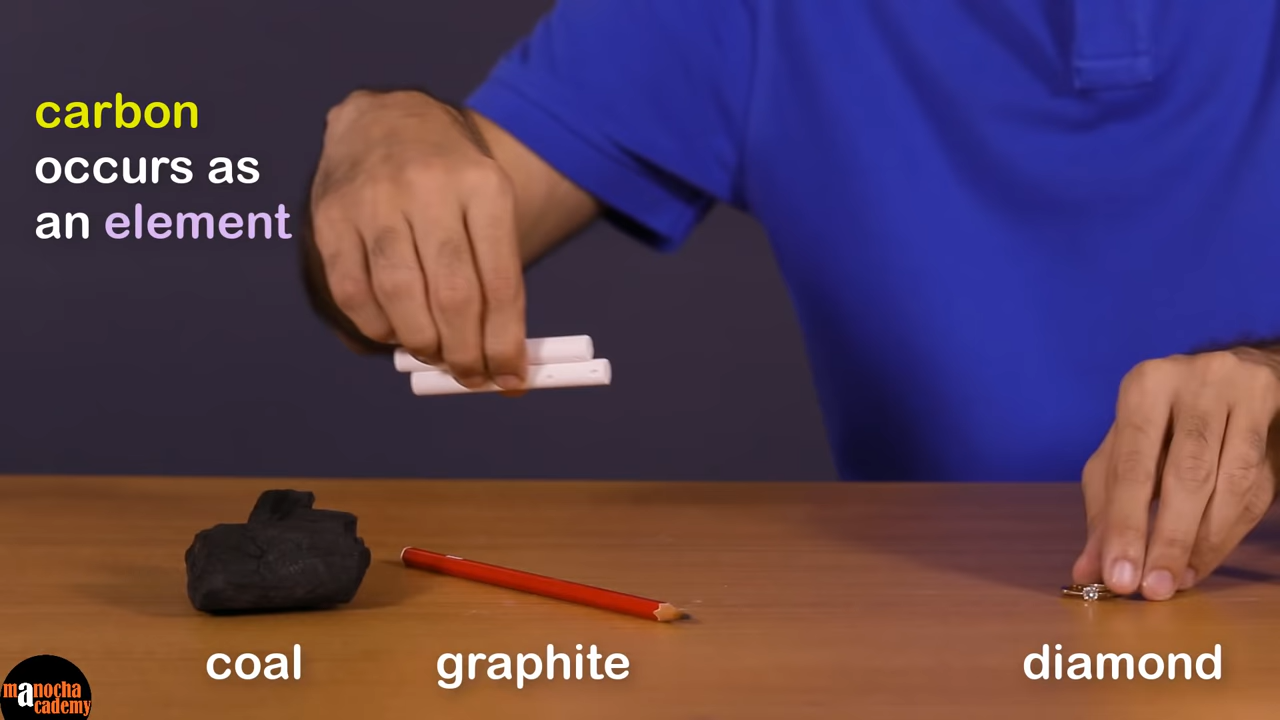 carbon
occurs as
an element
coal
graphite
diamond
manocha
academy